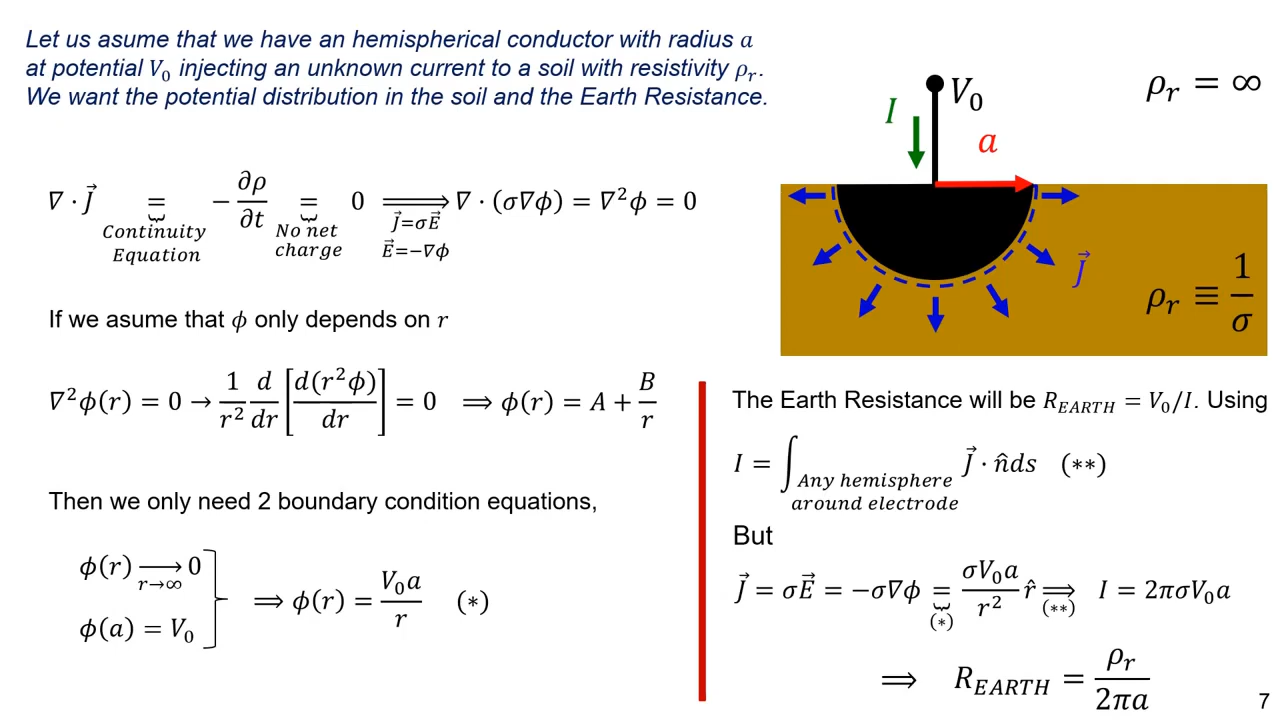 Let us asume that we have an hemispherical conductor with radius 𝑎
at potential 𝑉₀ injecting an unknown current to a soil with resistivity 𝜌ᵣ.
We want the potential distribution in the soil and the Earth Resistance.
∇ · J⃗ = (Continuity Equation) −∂ρ/∂t = (No net charge) 0 ⟹ (J⃗=σE⃗, E⃗=−∇ϕ) ∇ · (σ∇ϕ) = ∇²ϕ = 0
If we asume that ϕ only depends on r
∇²ϕ(r) = 0 → 1/r² d/dr [d(r²ϕ)/dr] = 0 ⟹ ϕ(r) = A + B/r
Then we only need 2 boundary condition equations,
ϕ(r) ⟶ (r→∞) 0
ϕ(a) = V₀
⟹ ϕ(r) = V₀a/r (∗)
I
V₀
a
ρᵣ = ∞
J⃗
ρᵣ ≡ 1/σ
The Earth Resistance will be R_EARTH = V₀/I. Using
I = ∫ (Any hemisphere around electrode) J⃗ · n̂ds (∗∗)
But
J⃗ = σE⃗ = −σ∇ϕ = (∗) σV₀a/r² r̂ ⟹ (∗∗) I = 2πσV₀a
⟹ R_EARTH = ρᵣ/2πa
7